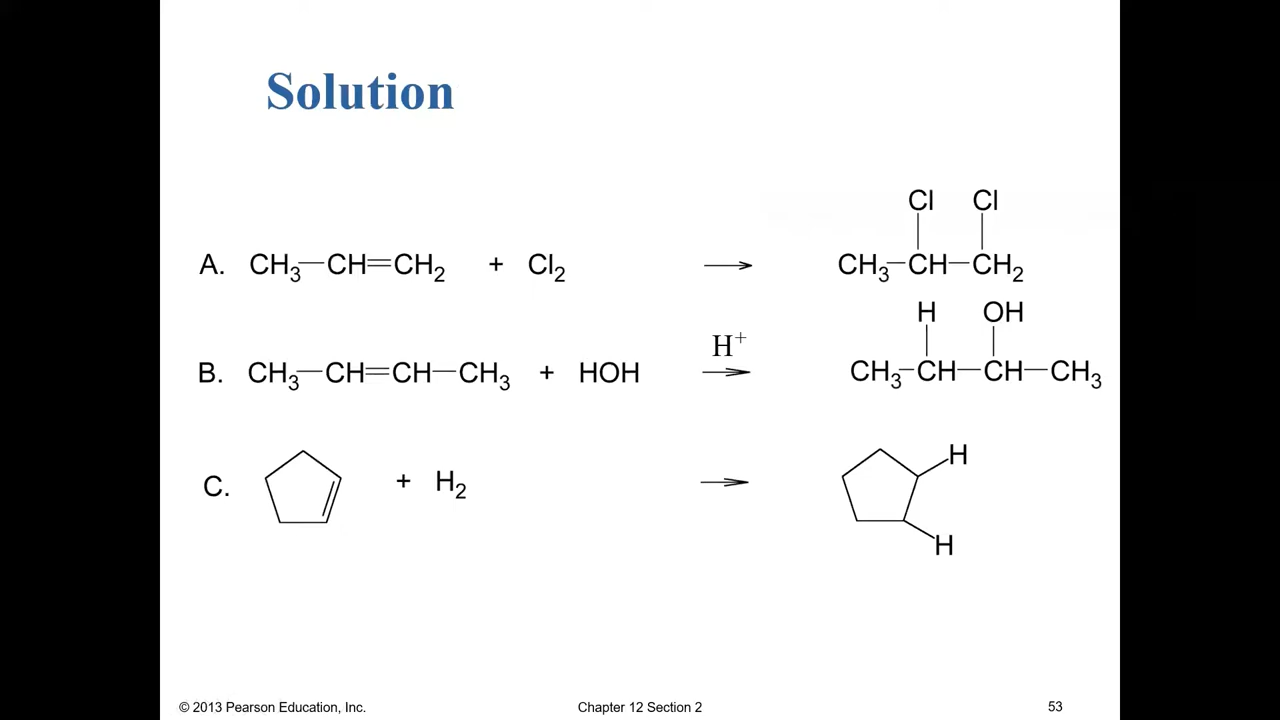 Solution
Cl Cl
A. CH₃—CH=CH₂ + Cl₂ → CH₃—CH—CH₂
H OH
H⁺
B. CH₃—CH=CH—CH₃ + HOH → CH₃—CH—CH—CH₃
H
C. + H₂ →
H
© 2013 Pearson Education, Inc. Chapter 12 Section 2 53